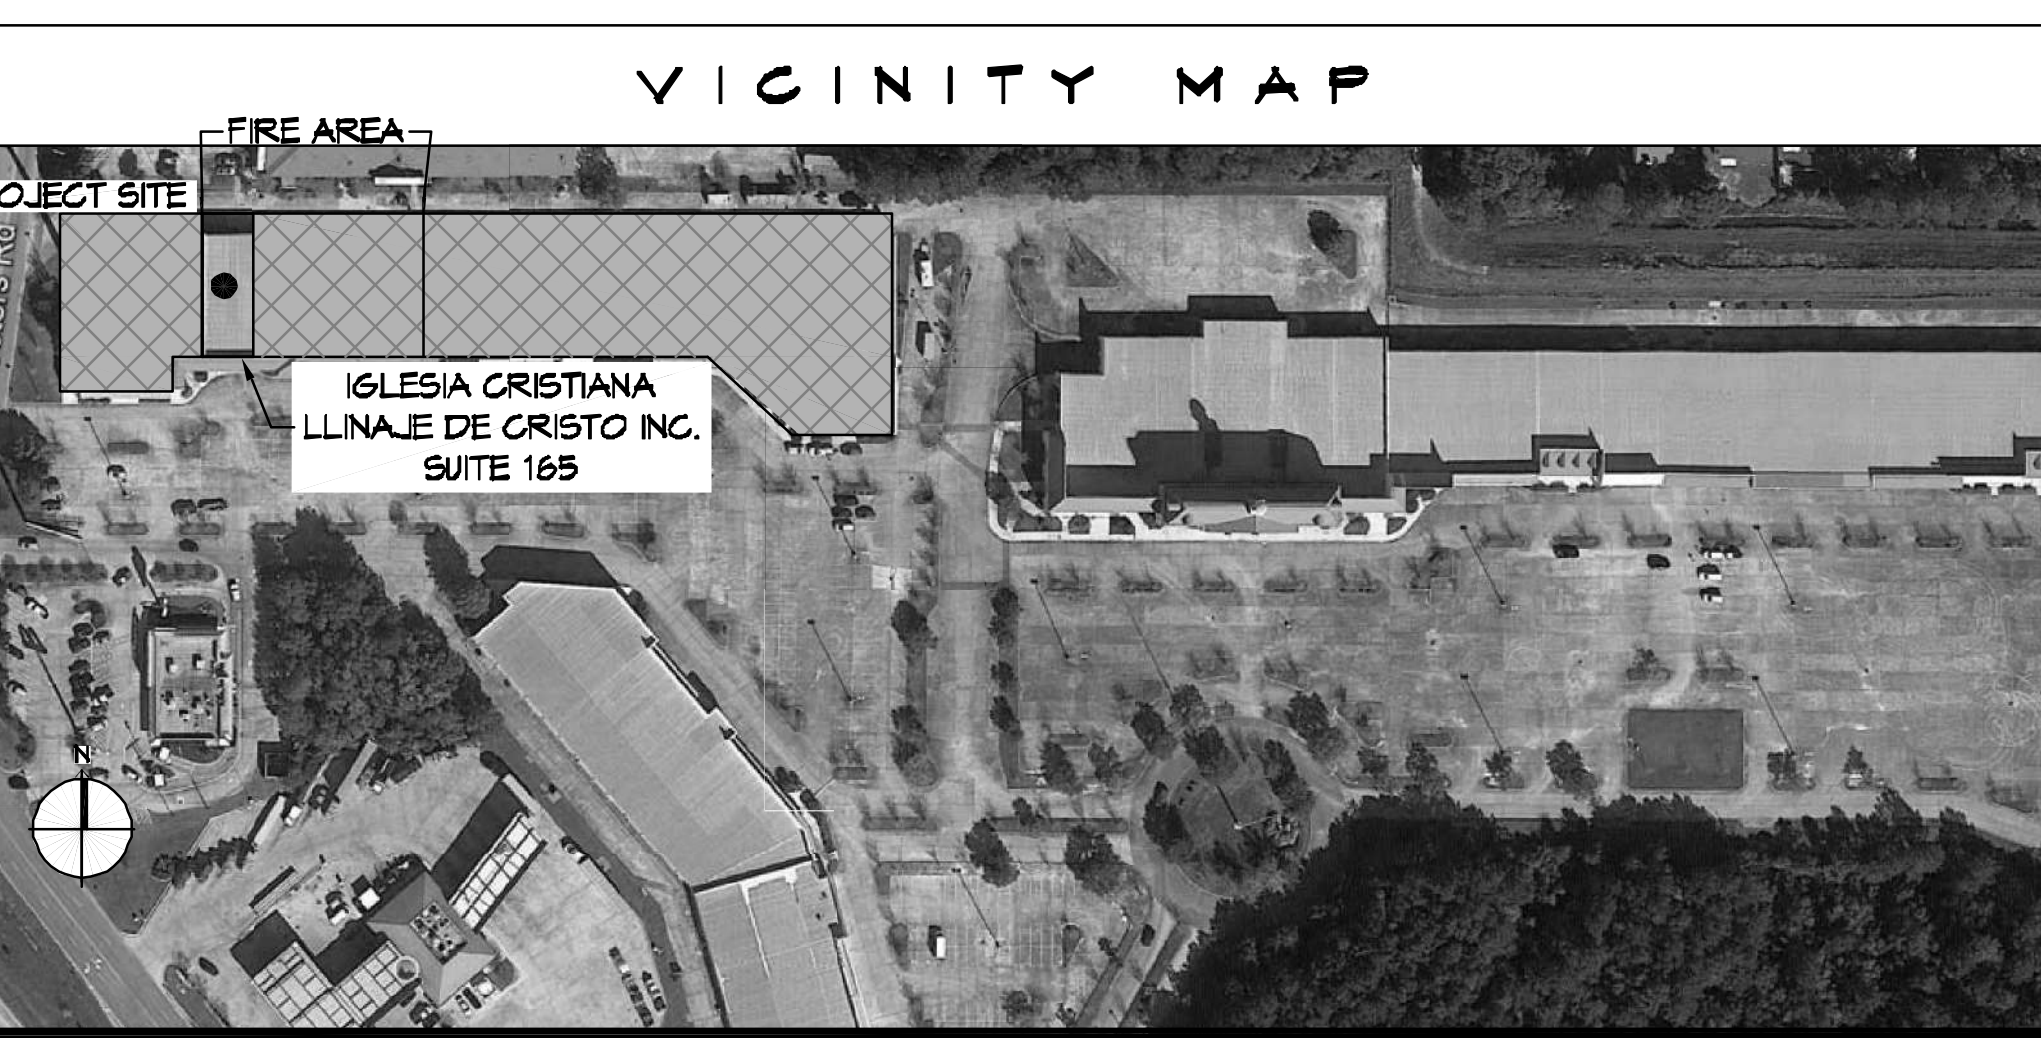 VICINITY MAP
FIRE AREA
OJECT SITE
IGLESIA CRISTIANA
LLINAJE DE CRISTO INC.
SUITE 165
N